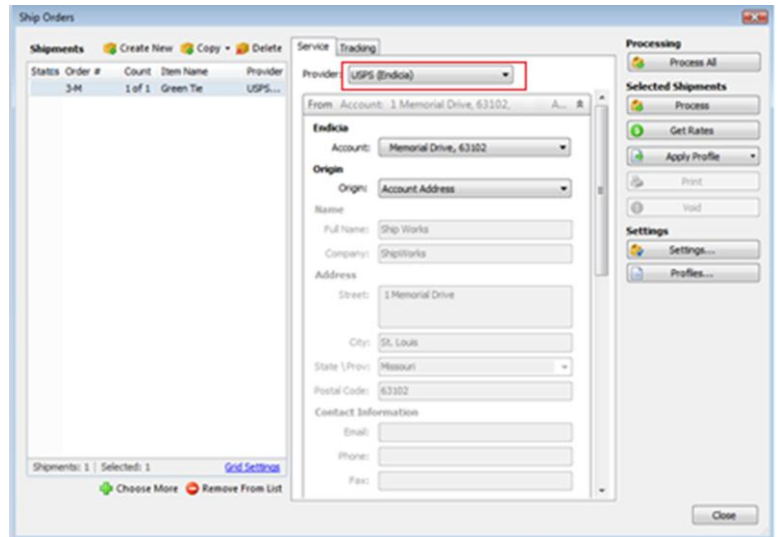 Ship Orders
Shipments Create New Copy Delete
Status Order # Count Item Name Provider
3-M 1 of 1 Green Tie USPS...
Shipments: 1 Selected: 1 Grid Settings
Choose More Remove From List
Service Tracking
Provider: USPS (Endicia)
From Account: 1 Memorial Drive, 63102, A...
Endicia
Account: Memorial Drive, 63102
Origin
Origin: Account Address
Name
Full Name: Ship Works
Company: ShipWorks
Address
Street: 1 Memorial Drive
City: St. Louis
State \ Prov: Missouri
Postal Code: 63102
Contact Information
Email:
Phone:
Fax:
Processing
Process All
Selected Shipments
Process
Get Rates
Apply Profile
Print
Void
Settings
Settings...
Profiles...
Close